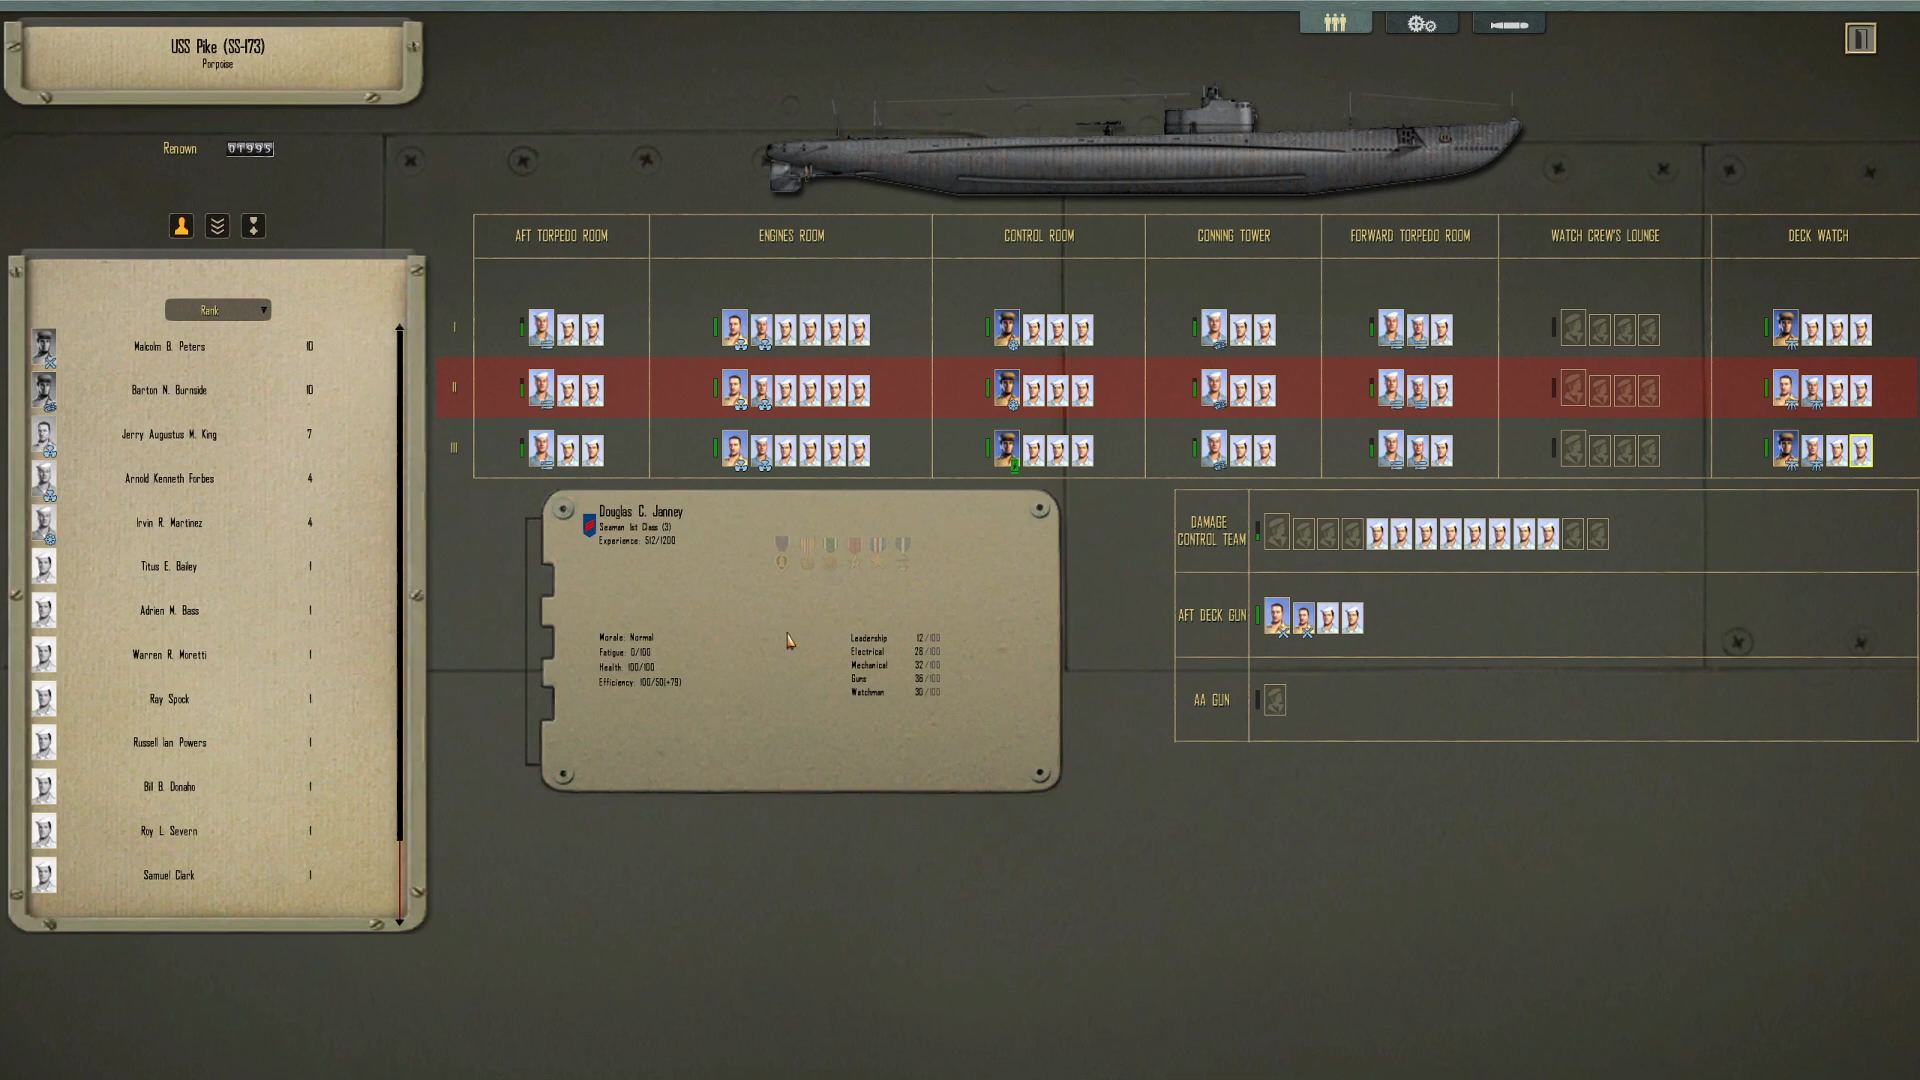 USS Pike (SS-173)
Porpoise
Renown 01995
Rank
Malcolm B. Peters 10
Barton N. Burnside 10
Jerry Augustus M. King 7
Arnold Kenneth Forbes 4
Irvin R. Martinez 4
Titus E. Bailey 1
Adrien M. Bass 1
Warren R. Moretti 1
Ray Spock 1
Russell Ian Powers 1
Bill B. Donaho 1
Roy L. Severn 1
Samuel Clark 1
AFT TORPEDO ROOM
ENGINES ROOM
CONTROL ROOM
CONNING TOWER
FORWARD TORPEDO ROOM
WATCH CREW'S LOUNGE
DECK WATCH
I
II
III
Douglas C. Janney
Seaman 1st Class (3)
Experience: 512/1200
Morale: Normal
Fatigue: 0/100
Health: 100/100
Efficiency: 100/50(+79)
Leadership 12/100
Electrical 28/100
Mechanical 32/100
Guns 36/100
Watchman 30/100
DAMAGE
CONTROL TEAM
AFT DECK GUN
AA GUN